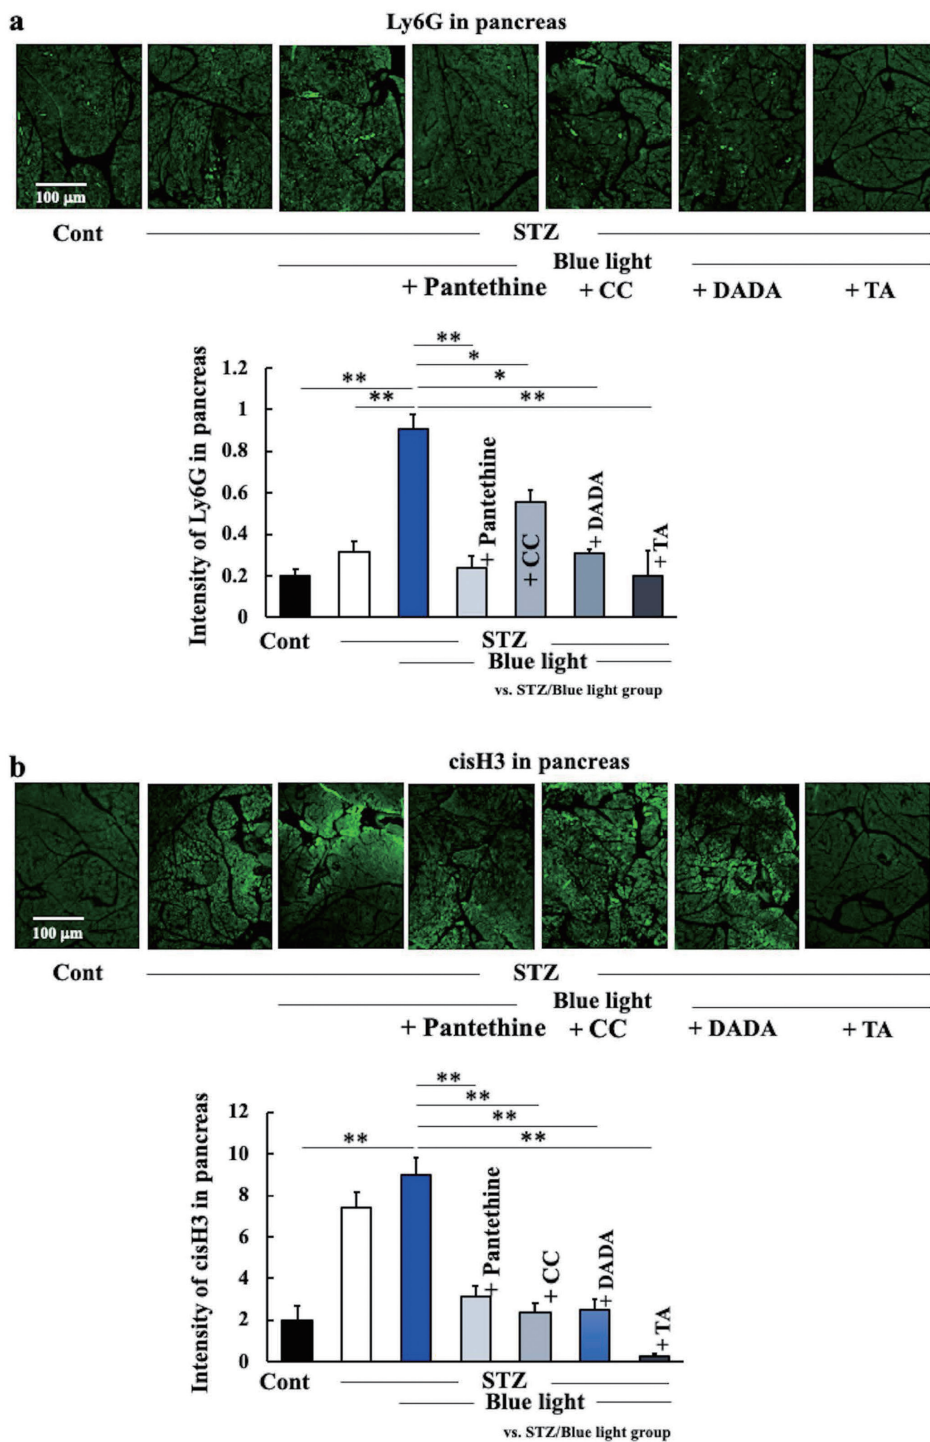 a
Ly6G in pancreas
100 µm
Cont
STZ
Blue light
+ Pantethine + CC + DADA + TA
**
*
** *
** **
1.2
1
0.8
0.6
0.4
0.2
0
Intensity of Ly6G in pancreas
+ Pantethine
+ CC
+ DADA
+ TA
Cont
STZ
Blue light
vs. STZ/Blue light group
b
cisH3 in pancreas
100 µm
Cont
STZ
Blue light
+ Pantethine + CC + DADA + TA
**
**
**
** **
12
10
8
6
4
2
0
Intensity of cisH3 in pancreas
+ Pantethine
+ CC
+ DADA
+ TA
Cont
STZ
Blue light
vs. STZ/Blue light group